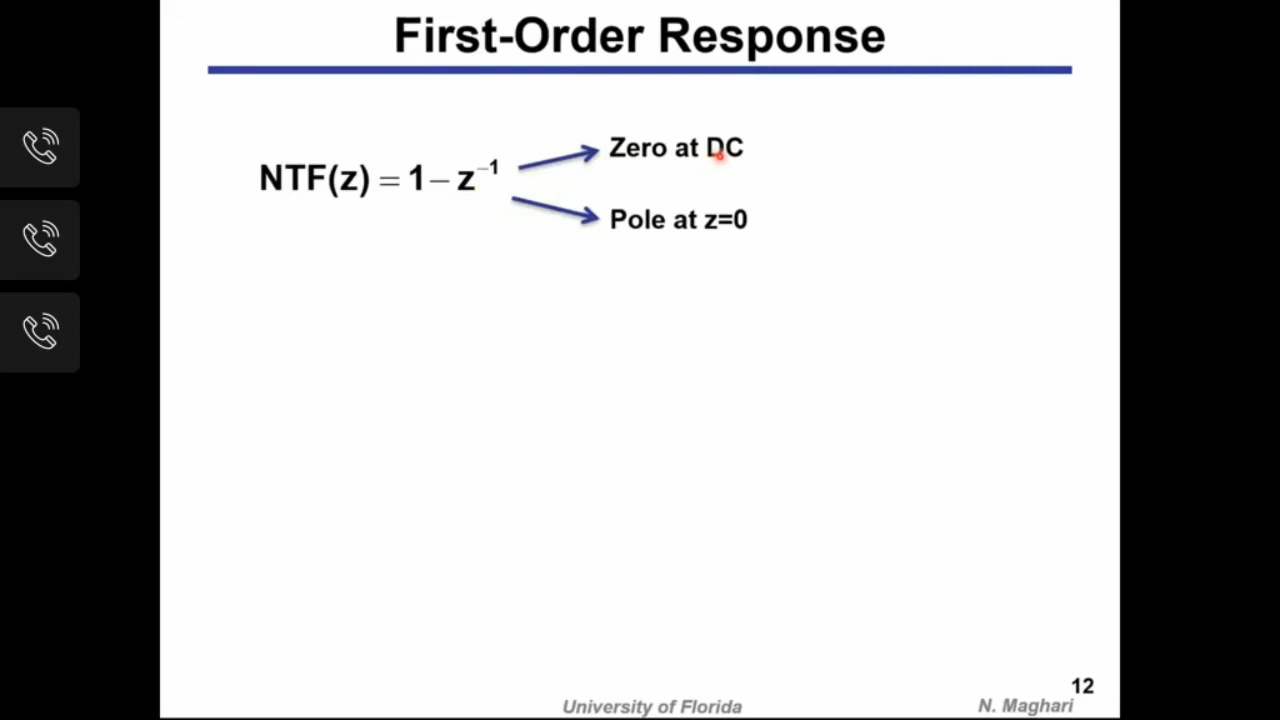 First-Order Response
Zero at DC
NTF(z) = 1 − z⁻¹
Pole at z=0
12
University of Florida
N. Maghari